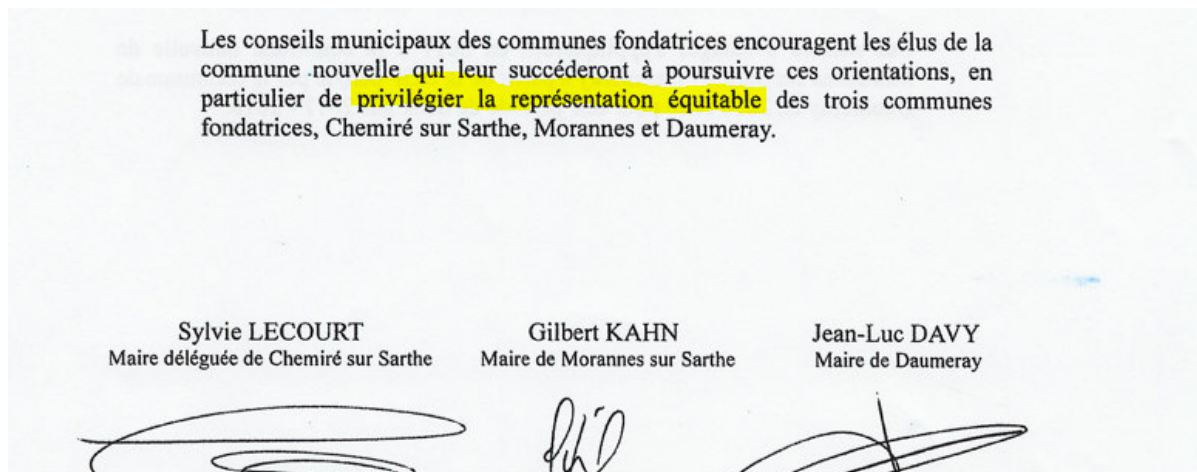 Les conseils municipaux des communes fondatrices encouragent les élus de la
commune nouvelle qui leur succéderont à poursuivre ces orientations, en
particulier de privilégier la représentation équitable des trois communes
fondatrices, Chemiré sur Sarthe, Morannes et Daumeray.
Sylvie LECOURT
Maire déléguée de Chemiré sur Sarthe
Gilbert KAHN
Maire de Morannes sur Sarthe
Jean-Luc DAVY
Maire de Daumeray